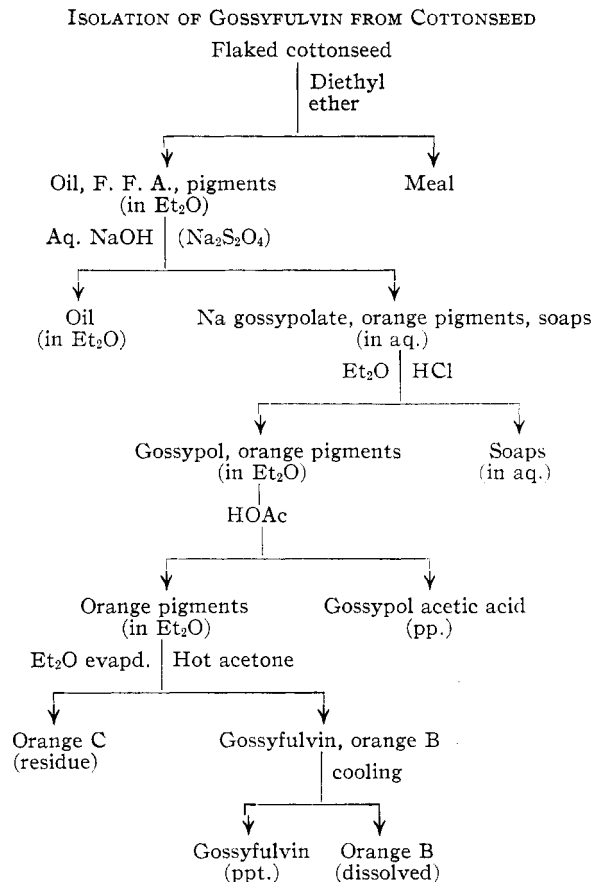 ISOLATION OF GOSSYFULVIN FROM COTTONSEED
Flaked cottonseed
Diethyl
ether
Oil, F. F. A., pigments
(in Et₂O)
Meal
Aq. NaOH (Na₂S₂O₄)
Oil
(in Et₂O)
Na gossypolate, orange pigments, soaps
(in aq.)
Et₂O HCl
Gossypol, orange pigments
(in Et₂O)
Soaps
(in aq.)
HOAc
Orange pigments
(in Et₂O)
Gossypol acetic acid
(pp.)
Et₂O evapd. Hot acetone
Orange C
(residue)
Gossyfulvin, orange B
cooling
Gossyfulvin
(ppt.)
Orange B
(dissolved)